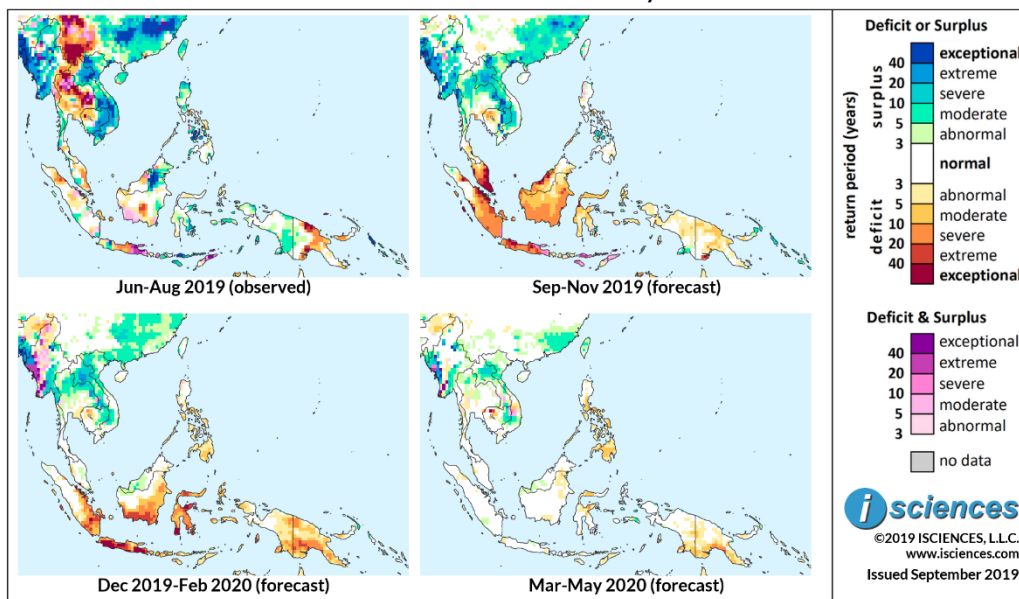 Jun-Aug 2019 (observed)
Sep-Nov 2019 (forecast)
Dec 2019-Feb 2020 (forecast)
Mar-May 2020 (forecast)
Deficit or Surplus
return period (years)
surplus
deficit
exceptional
40
extreme
20
severe
10
moderate
5
abnormal
3
normal
3
abnormal
5
moderate
10
severe
20
extreme
40
exceptional
Deficit & Surplus
exceptional
40
extreme
20
severe
10
moderate
5
abnormal
3
no data
i sciences
©2019 ISCIENCES, L.L.C.
www.isciences.com
Issued September 2019